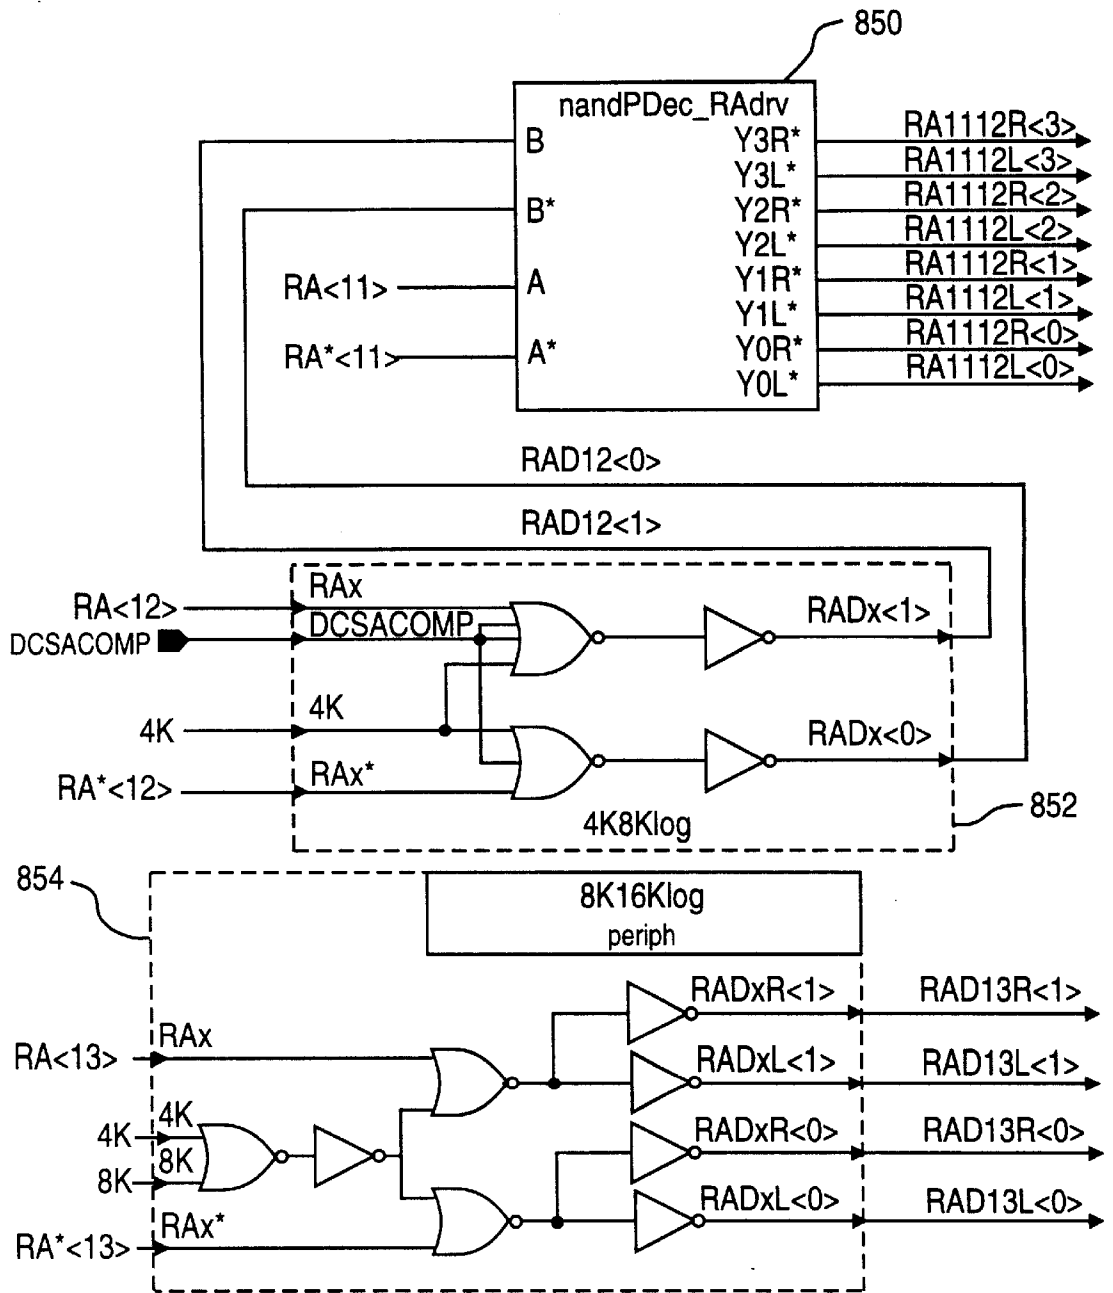 850
nandPDec_RAdrv
B
Y3R*
RA1112R<3>
Y3L*
RA1112L<3>
B*
Y2R*
RA1112R<2>
Y2L*
RA1112L<2>
RA<11>
A
Y1R*
RA1112R<1>
Y1L*
RA1112L<1>
RA*<11>
A*
Y0R*
RA1112R<0>
Y0L*
RA1112L<0>
RAD12<0>
RAD12<1>
RA<12>
RAx
RADx<1>
DCSACOMP
DCSACOMP
4K
4K
RADx<0>
RA*<12>
RAx*
4K8Klog
852
854
8K16Klog
periph
RADxR<1>
RAD13R<1>
RA<13>
RAx
RADxL<1>
RAD13L<1>
4K
4K
RADxR<0>
RAD13R<0>
8K
8K
RADxL<0>
RAD13L<0>
RA*<13>
RAx*